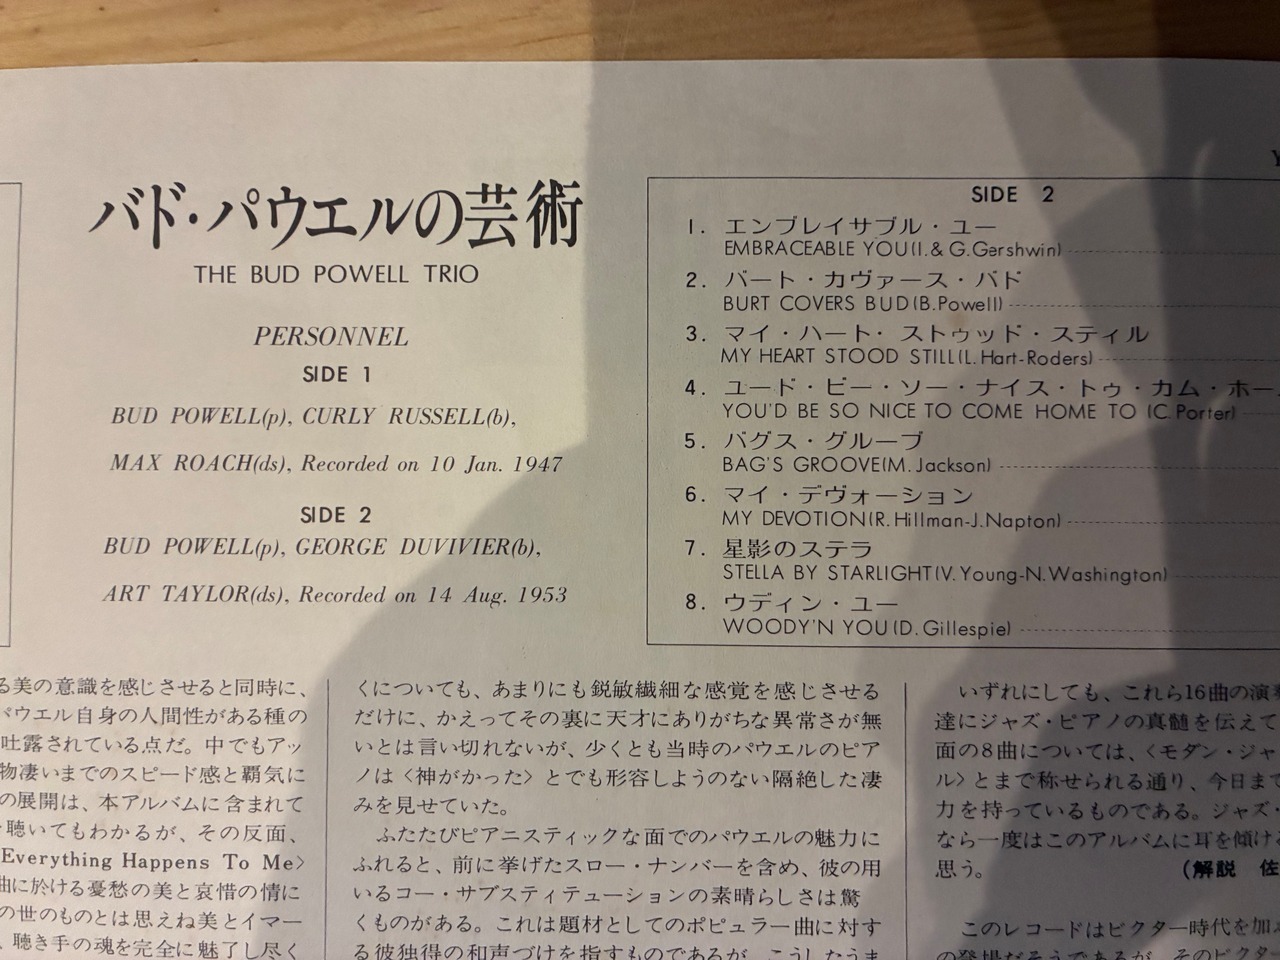 バド・パウエルの芸術
THE BUD POWELL TRIO
PERSONNEL
SIDE 1
BUD POWELL(p), CURLY RUSSELL(b),
MAX ROACH(ds), Recorded on 10 Jan. 1947
SIDE 2
BUD POWELL(p), GEORGE DUVIVIER(b),
ART TAYLOR(ds), Recorded on 14 Aug. 1953
SIDE 2
1. エンブレイサブル・ユー
EMBRACEABLE YOU(I.& G.Gershwin)
2. バート・カヴァース・バド
BURT COVERS BUD(B.Powell)
3. マイ・ハート・ストゥッド・スティル
MY HEART STOOD STILL(L.Hart-Roders)
4. ユード・ビー・ソー・ナイス・トゥ・カム・ホー
YOU'D BE SO NICE TO COME HOME TO (C.Porter)
5. バグス・グルーブ
BAG'S GROOVE(M.Jackson)
6. マイ・デヴォーション
MY DEVOTION(R.Hillman-J.Napton)
7. 星影のステラ
STELLA BY STARLIGHT(V.Young-N.Washington)
8. ウディン・ユー
WOODY'N YOU(D.Gillespie)
る美の意識を感じさせると同時に、
パウエル自身の人間性がある種の
吐露されている点だ。中でもアッ
物凄いまでのスピード感と覇気に
の展開は、本アルバムに含まれて
聴いてもわかるが、その反面、
Everything Happens To Me〉
曲に於ける憂愁の美と哀惜の情に
の世のものとは思えぬ美とイマー
、聴き手の魂を完全に魅了し尽く
くについても、あまりにも鋭敏繊細な感覚を感じさせる
だけに、かえってその裏に天才にありがちな異常さが無
いとは言い切れないが、少くとも当時のパウエルのピア
ノは〈神がかった〉とでも形容しようのない隔絶した凄
みを見せていた。
ふたたびピアニスティックな面でのパウエルの魅力に
ふれると、前に挙げたスロー・ナンバーを含め、彼の用
いるコー・サブスティテューションの素晴らしさは驚
くものがある。これは題材としてのポピュラー曲に対す
る彼独得の和声づけを指すものであるが、こうしたうま
いずれにしても、これら16曲の演
達にジャズ・ピアノの真髄を伝えて
面の8曲については、〈モダン・ジャ
ル〉とまで称せられる通り、今日まで
力を持っているものである。ジャズ・
なら一度はこのアルバムに耳を傾け
思う。
(解説 佐
このレコードはビクター時代を加
の登場だそうであるが、そのビクター